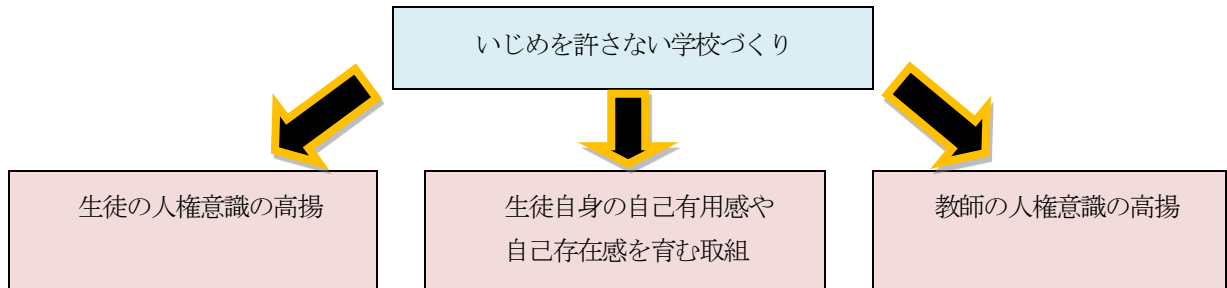 いじめを許さない学校づくり
生徒の人権意識の高揚
生徒自身の自己有用感や
自己存在感を育む取組
教師の人権意識の高揚